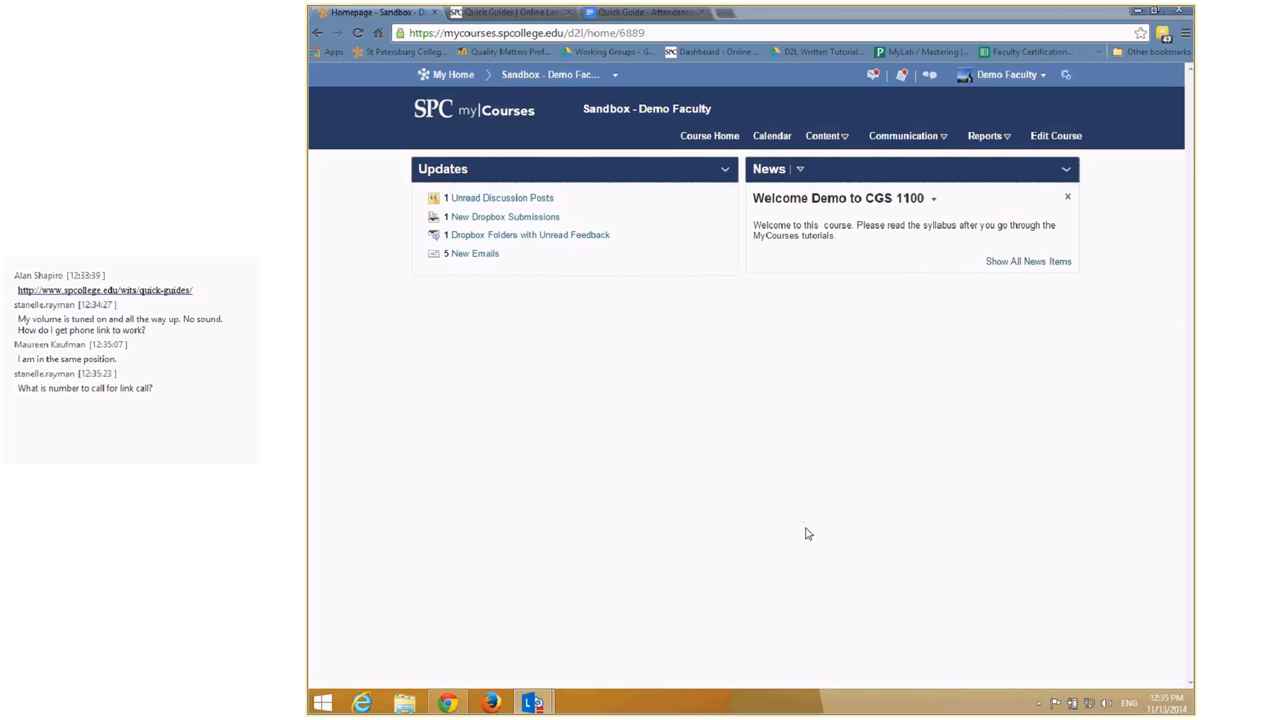 Homepage - Sandbox - D...
Quick Guides | Online Le...
Quick Guide - Attendanc...
https://mycourses.spcollege.edu/d2l/home/6889
Apps
St Petersburg Colleg...
Quality Matters Prof...
Working Groups - G...
SPC Dashboard - Online ...
D2L Written Tutorial...
MyLab / Mastering |...
Faculty Certification...
Other bookmarks
My Home
Sandbox - Demo Fac...
Demo Faculty
SPC my|Courses
Sandbox - Demo Faculty
Course Home
Calendar
Content
Communication
Reports
Edit Course
Updates
1 Unread Discussion Posts
1 New Dropbox Submissions
1 Dropbox Folders with Unread Feedback
5 New Emails
News
Welcome Demo to CGS 1100
Welcome to this course. Please read the syllabus after you go through the
MyCourses tutorials.
Show All News Items
Alan Shapiro [12:33:39 ]
http://www.spcollege.edu/wits/quick-guides/
stanelle.rayman [12:34:27 ]
My volume is tuned on and all the way up. No sound.
How do I get phone link to work?
Maureen Kaufman [12:35:07 ]
I am in the same position.
stanelle.rayman [12:35:23 ]
What is number to call for link call?
ENG
12:35 PM
11/13/2014